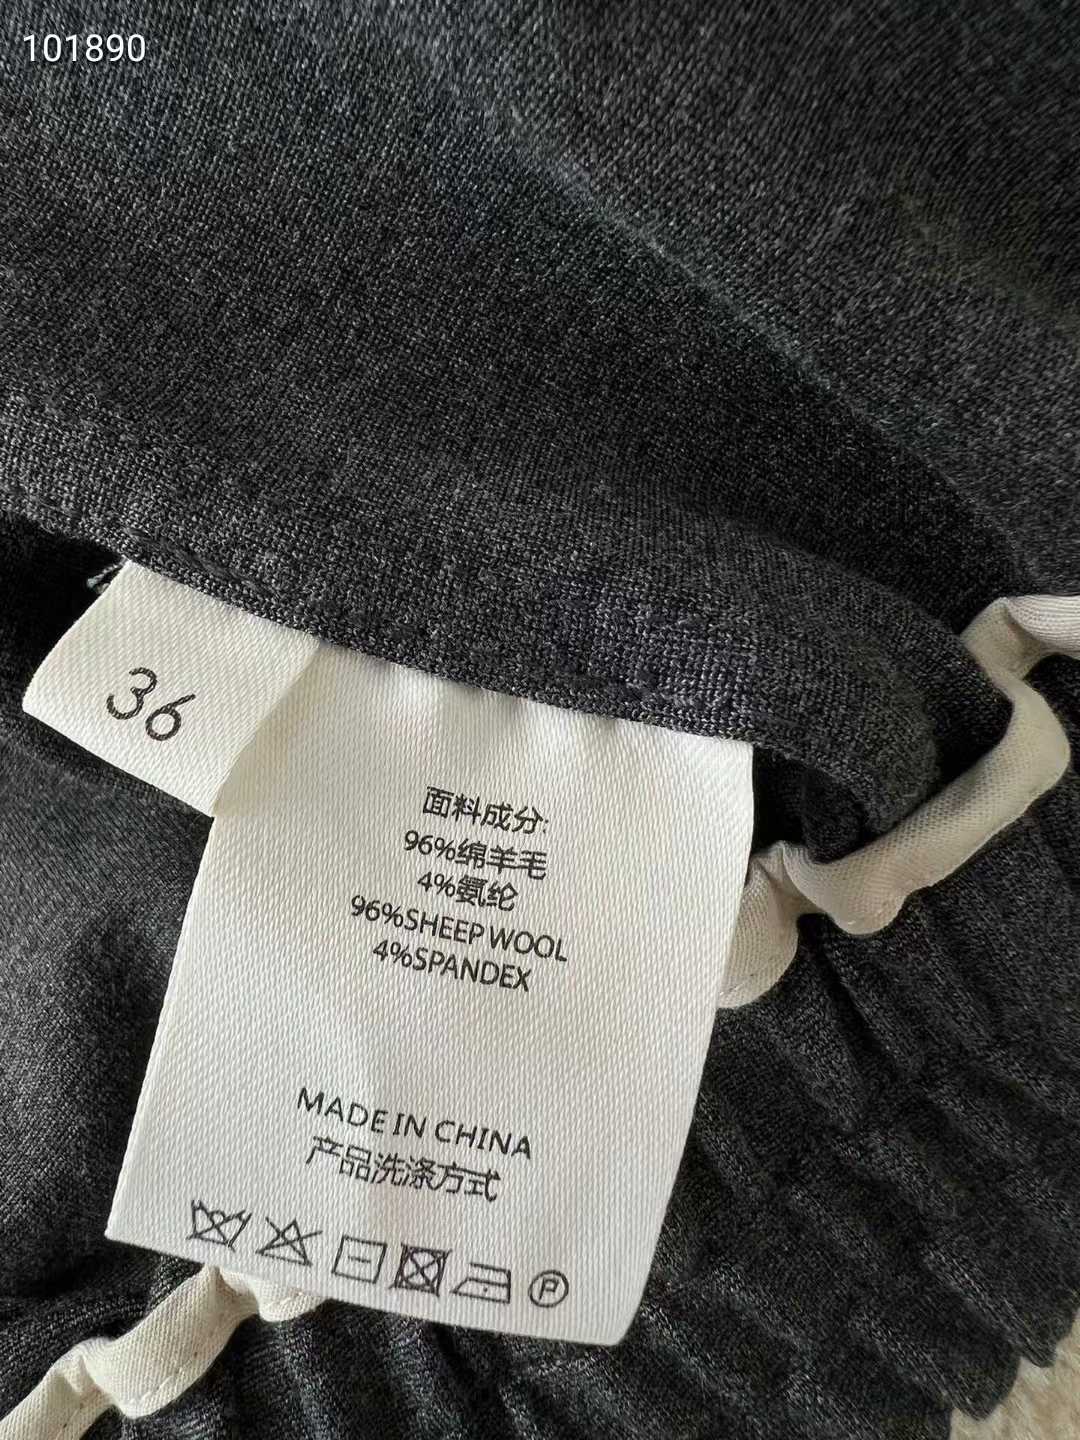 101890
36
面料成分:
96%绵羊毛
4%氨纶
96%SHEEP WOOL
4%SPANDEX
MADE IN CHINA
产品洗涤方式
P